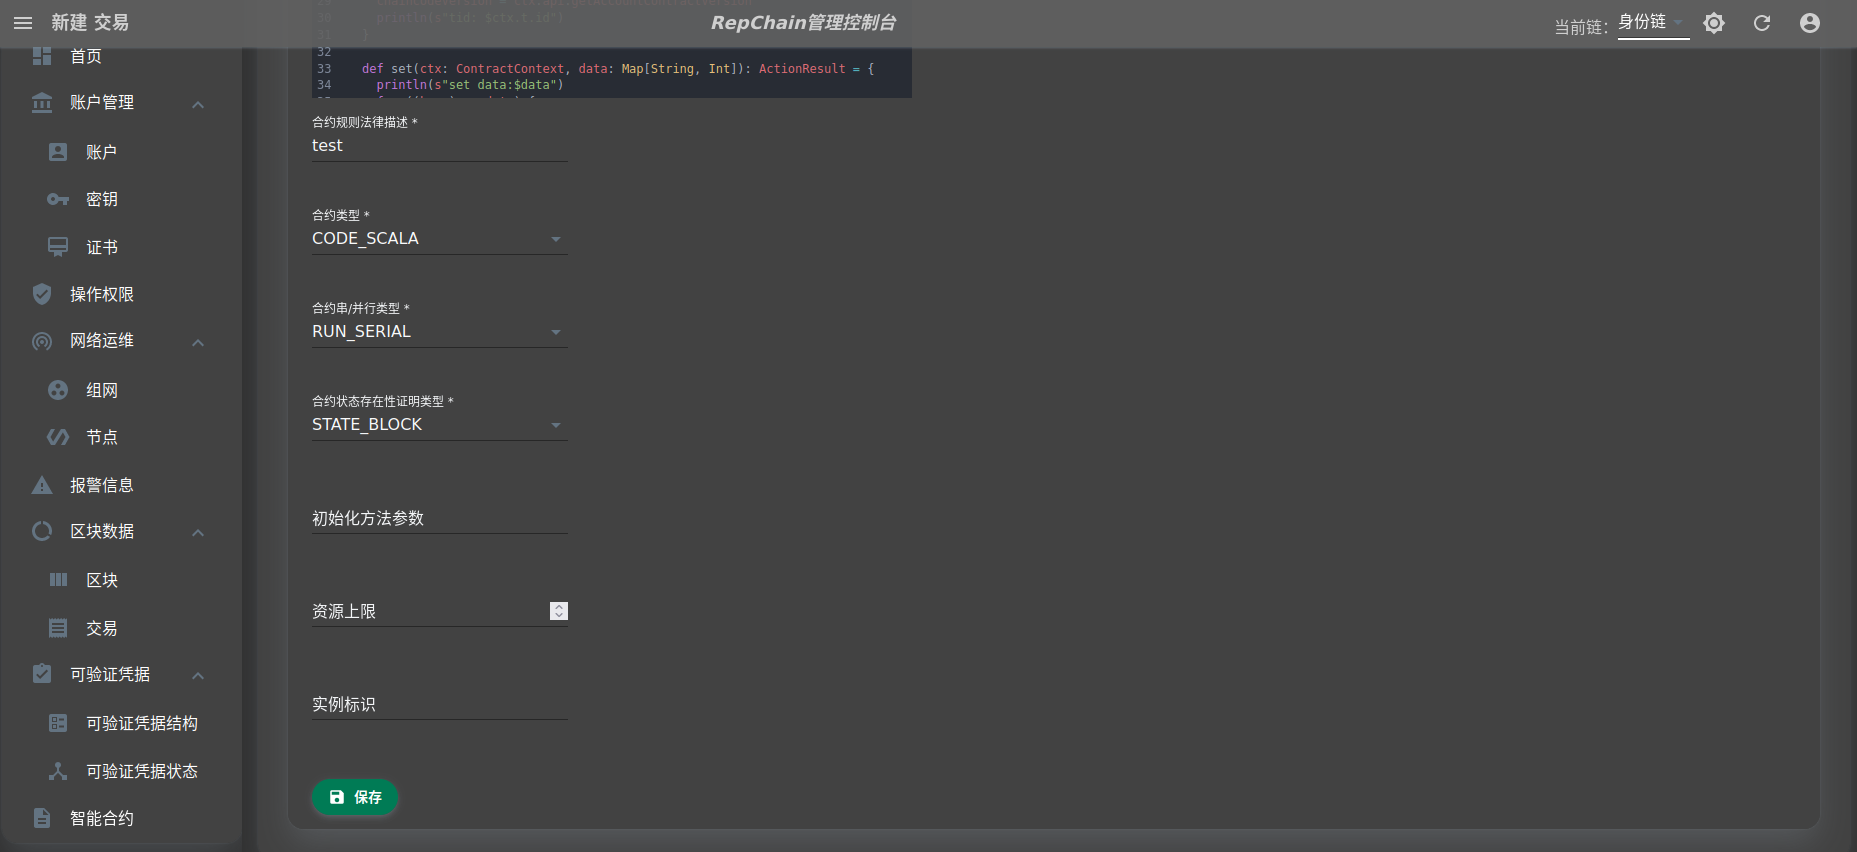 新建 交易
RepChain管理控制台
当前链：
身份链
首页
账户管理
账户
密钥
证书
操作权限
网络运维
组网
节点
报警信息
区块数据
区块
交易
可验证凭据
可验证凭据结构
可验证凭据状态
智能合约
30 println(s"tid: $ctx.t.id")
31 }
32
33 def set(ctx: ContractContext, data: Map[String, Int]): ActionResult = {
34 println(s"set data:$data")
合约规则法律描述 *
test
合约类型 *
CODE_SCALA
合约串/并行类型 *
RUN_SERIAL
合约状态存在性证明类型 *
STATE_BLOCK
初始化方法参数
资源上限
实例标识
保存